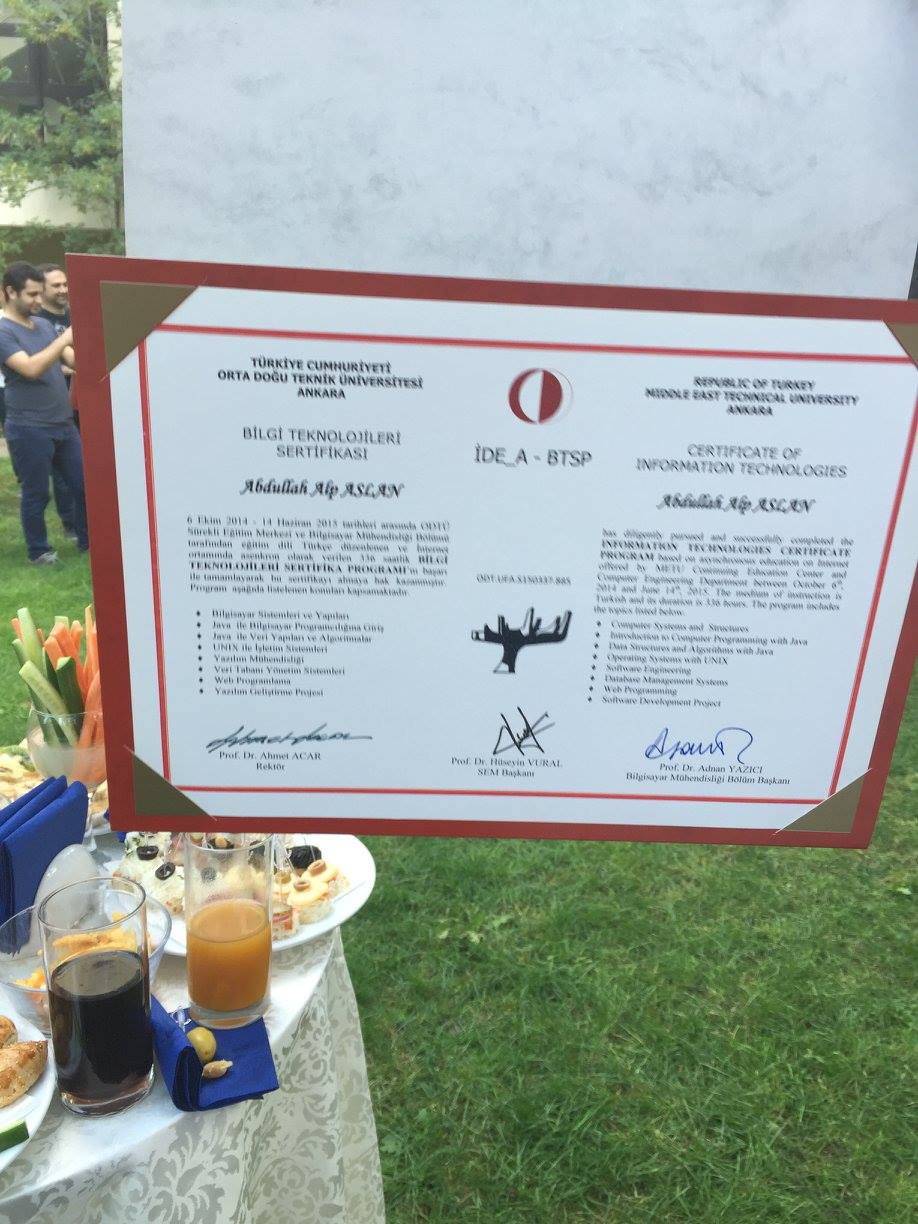 TÜRKİYE CUMHURİYETİ
ORTA DOĞU TEKNİK ÜNİVERSİTESİ
ANKARA
BİLGİ TEKNOLOJİLERİ
SERTİFİKASI
Abdullah Alp ASLAN
6 Ekim 2014 - 14 Haziran 2015 tarihleri arasında ODTÜ
Sürekli Eğitim Merkezi ve Bilgisayar Mühendisliği Bölümü
tarafından eğitim dili Türkçe düzenlenen ve Internet
ortamında asenkron olarak verilen 336 saatlik BİLGİ
TEKNOLOJİLERİ SERTİFİKA PROGRAMI'nı başarı
ile tamamlayarak bu sertifikayı almaya hak kazanmıştır.
Program aşağıda listelenen konuları kapsamaktadır.
Bilgisayar Sistemleri ve Yapıları
Java ile Bilgisayar Programcılığına Giriş
Java ile Veri Yapıları ve Algoritmalar
UNIX ile İşletim Sistemleri
Yazılım Mühendisliği
Veri Tabanı Yönetim Sistemleri
Web Programlama
Yazılım Geliştirme Projesi
Prof. Dr. Ahmet ACAR
Rektör
İDE_A - BTSP
ODT.UEA.5150337.885
Prof. Dr. Hüseyin VURAL
SEM Başkanı
REPUBLIC OF TURKEY
MIDDLE EAST TECHNICAL UNIVERSITY
ANKARA
CERTIFICATE OF
INFORMATION TECHNOLOGIES
Abdullah Alp ASLAN
has diligently pursued and successfully completed the
INFORMATION TECHNOLOGIES CERTIFICATE
PROGRAM based on asynchronous education on Internet
offered by METU Continuing Education Center and
Computer Engineering Department between October 6th,
2014 and June 14th, 2015. The medium of instruction is
Turkish and its duration is 336 hours. The program includes
the topics listed below.
Computer Systems and Structures
Introduction to Computer Programming with Java
Data Structures and Algorithms with Java
Operating Systems with UNIX
Software Engineering
Database Management Systems
Web Programming
Software Development Project
Prof. Dr. Adnan YAZICI
Bilgisayar Mühendisliği Bölüm Başkanı